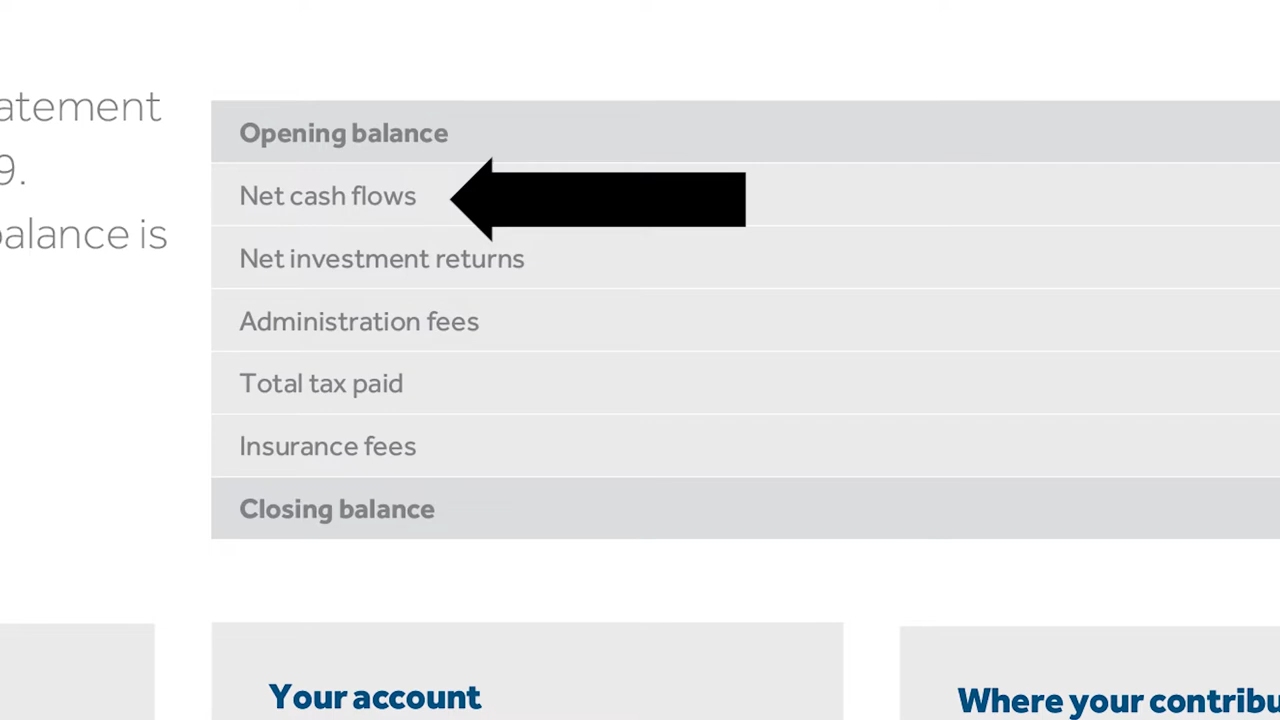 atement
9.
balance is
Opening balance
Net cash flows
Net investment returns
Administration fees
Total tax paid
Insurance fees
Closing balance
Your account
Where your contribu